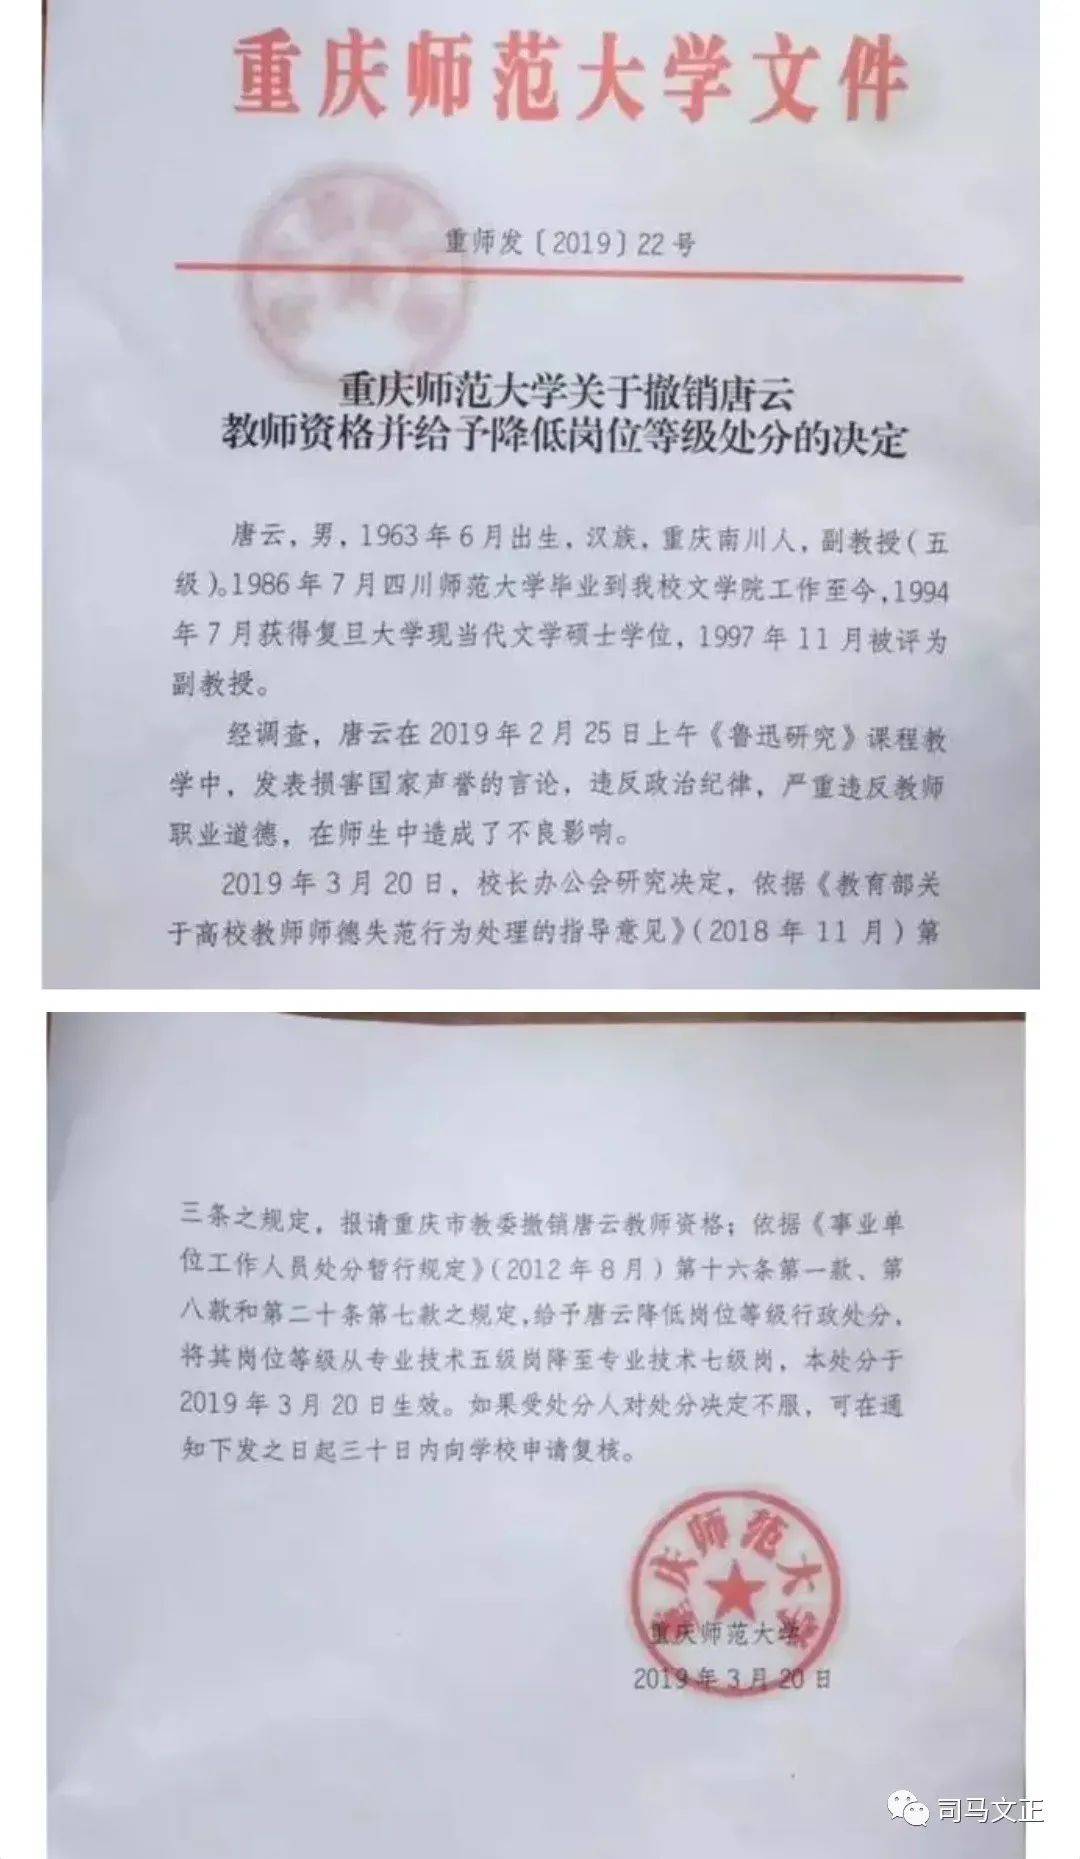 重庆师范大学文件
重师发〔2019〕22号
重庆师范大学关于撤销唐云
教师资格并给予降低岗位等级处分的决定
唐云，男，1963年6月出生，汉族，重庆南川人，副教授（五
级）。1986年7月四川师范大学毕业到我校文学院工作至今，1994
年7月获得复旦大学现当代文学硕士学位，1997年11月被评为
副教授。
经调查，唐云在2019年2月25日上午《鲁迅研究》课程教
学中，发表损害国家声誉的言论，违反政治纪律，严重违反教师
职业道德，在师生中造成了不良影响。
2019年3月20日，校长办公会研究决定，依据《教育部关
于高校教师师德失范行为处理的指导意见》（2018年11月）第
三条之规定，报请重庆市教委撤销唐云教师资格；依据《事业单
位工作人员处分暂行规定》（2012年8月）第十六条第一款、第
八款和第二十条第七款之规定，给予唐云降低岗位等级行政处分，
将其岗位等级从专业技术五级岗降至专业技术七级岗，本处分于
2019年3月20日生效。如果受处分人对处分决定不服，可在通
知下发之日起三十日内向学校申请复核。
重庆师范大学
重庆师范大学
2019年3月20日
司马文正